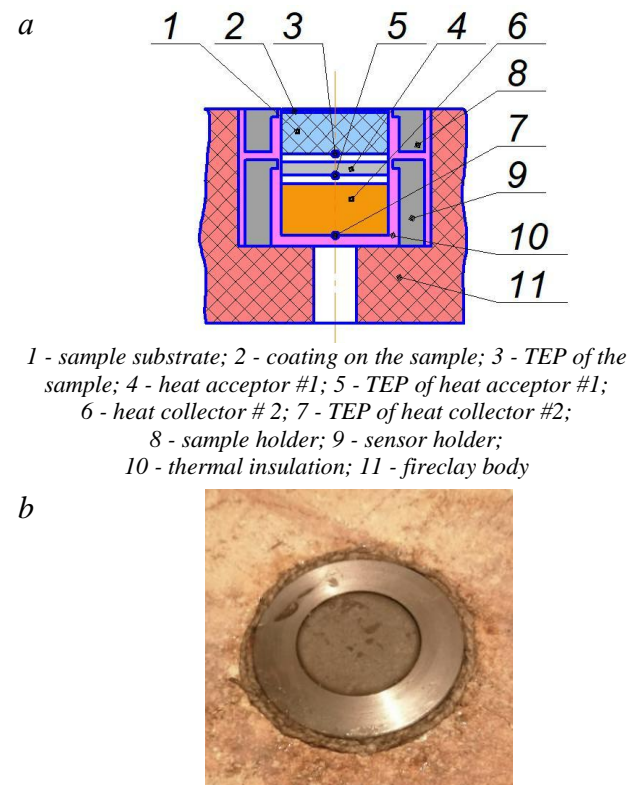 a
1 2 3 5 4 6
8
7
9
10
11
1 - sample substrate; 2 - coating on the sample; 3 - TEP of the
sample; 4 - heat acceptor #1; 5 - TEP of heat acceptor #1;
6 - heat collector # 2; 7 - TEP of heat collector #2;
8 - sample holder; 9 - sensor holder;
10 - thermal insulation; 11 - fireclay body
b